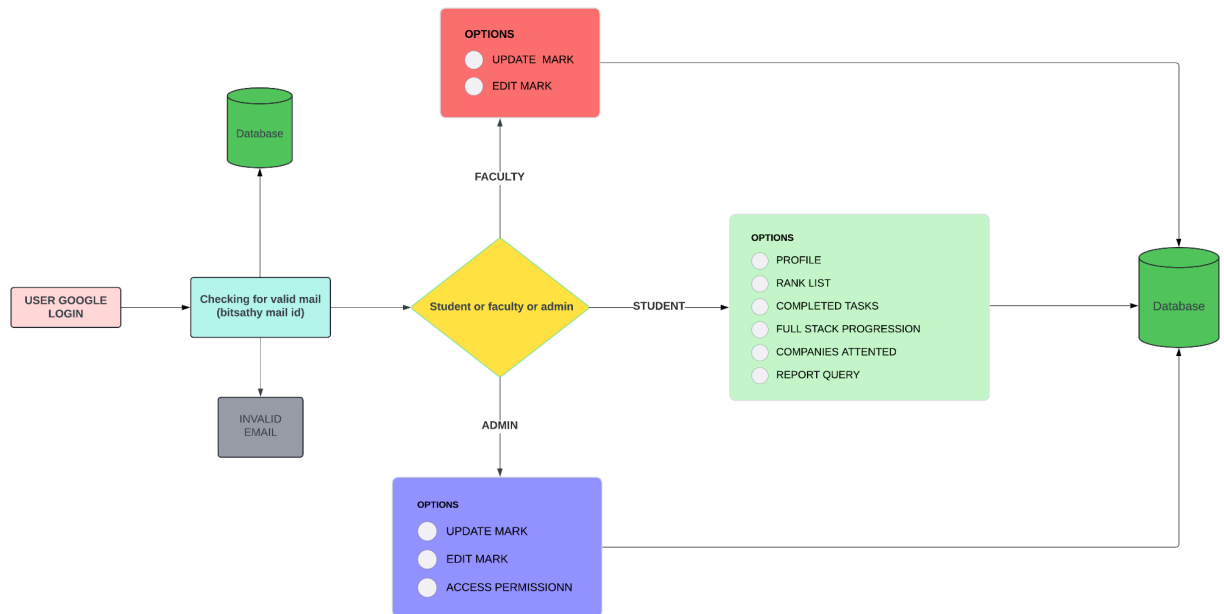 OPTIONS
UPDATE  MARK
EDIT MARK
Database
FACULTY
USER GOOGLE
LOGIN
Checking for valid mail
(bitsathy mail id)
Student or faculty or admin
STUDENT
OPTIONS
PROFILE
RANK LIST
COMPLETED TASKS
FULL STACK PROGRESSION
COMPANIES ATTENTED
REPORT QUERY
Database
INVALID
EMAIL
ADMIN
OPTIONS
UPDATE MARK
EDIT MARK
ACCESS PERMISSIONN